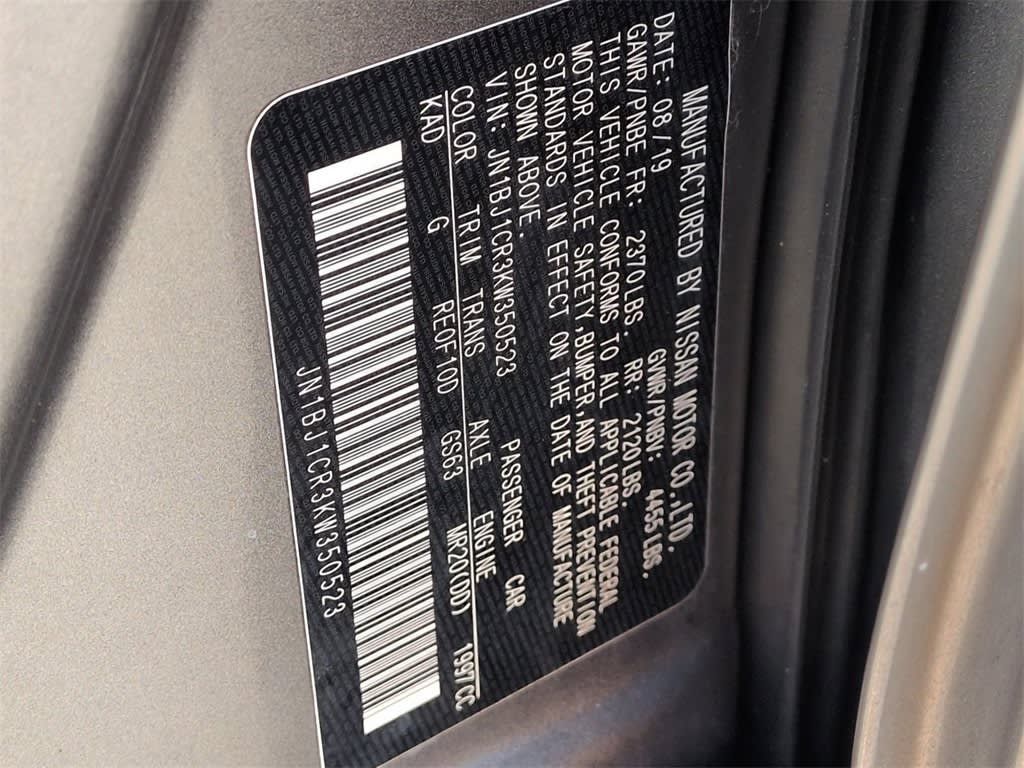 MANUFACTURED BY NISSAN MOTOR CO.,LTD.
DATE: 08/19 GVWR/PNBV: 4455 LBS.
GAWR/PNBE FR: 2370 LBS. RR: 2120 LBS.
THIS VEHICLE CONFORMS TO ALL APPLICABLE FEDERAL
MOTOR VEHICLE SAFETY,BUMPER,AND THEFT PREVENTION
STANDARDS IN EFFECT ON THE DATE OF MANUFACTURE
SHOWN ABOVE.
VIN: JN1BJ1CR3KW350523 PASSENGER CAR
COLOR TRIM TRANS AXLE ENGINE
KAD G RE0F10D GS63 MR20(DD) 1997CC
JN1BJ1CR3KW350523